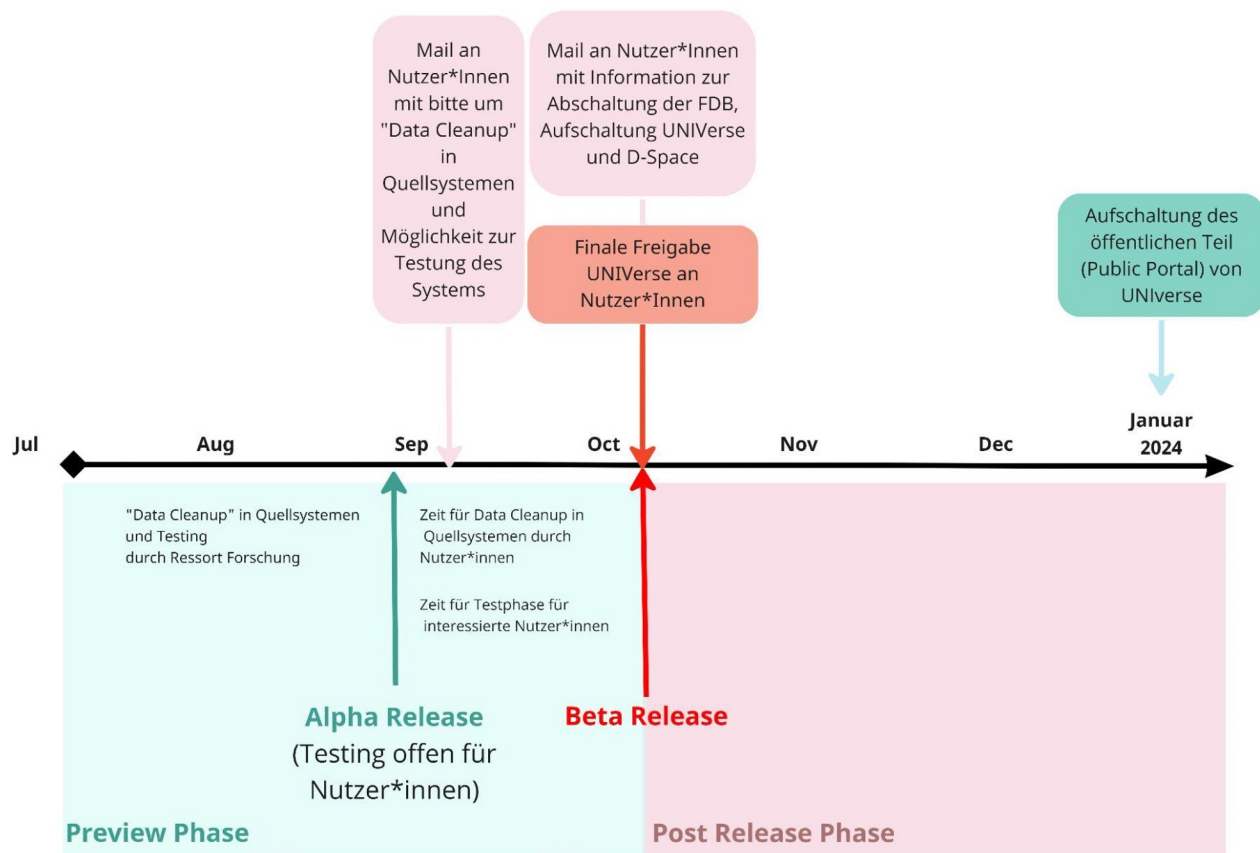 Mail an
Nutzer*Innen
mit bitte um
"Data Cleanup"
in
Quellsystemen
und
Möglichkeit zur
Testung des
Systems
Mail an Nutzer*Innen
mit Information zur
Abschaltung der FDB,
Aufschaltung UNIVerse
und D-Space
Finale Freigabe
UNIVerse an
Nutzer*Innen
Aufschaltung des
öffentlichen Teil
(Public Portal) von
UNIverse
Jul
Aug
Sep
Oct
Nov
Dec
Januar
2024
"Data Cleanup" in Quellsystemen
und Testing
durch Ressort Forschung
Zeit für Data Cleanup in
Quellsystemen durch
Nutzer*innen
Zeit für Testphase für
interessierte Nutzer*innen
Alpha Release
(Testing offen für
Nutzer*innen)
Beta Release
Preview Phase
Post Release Phase